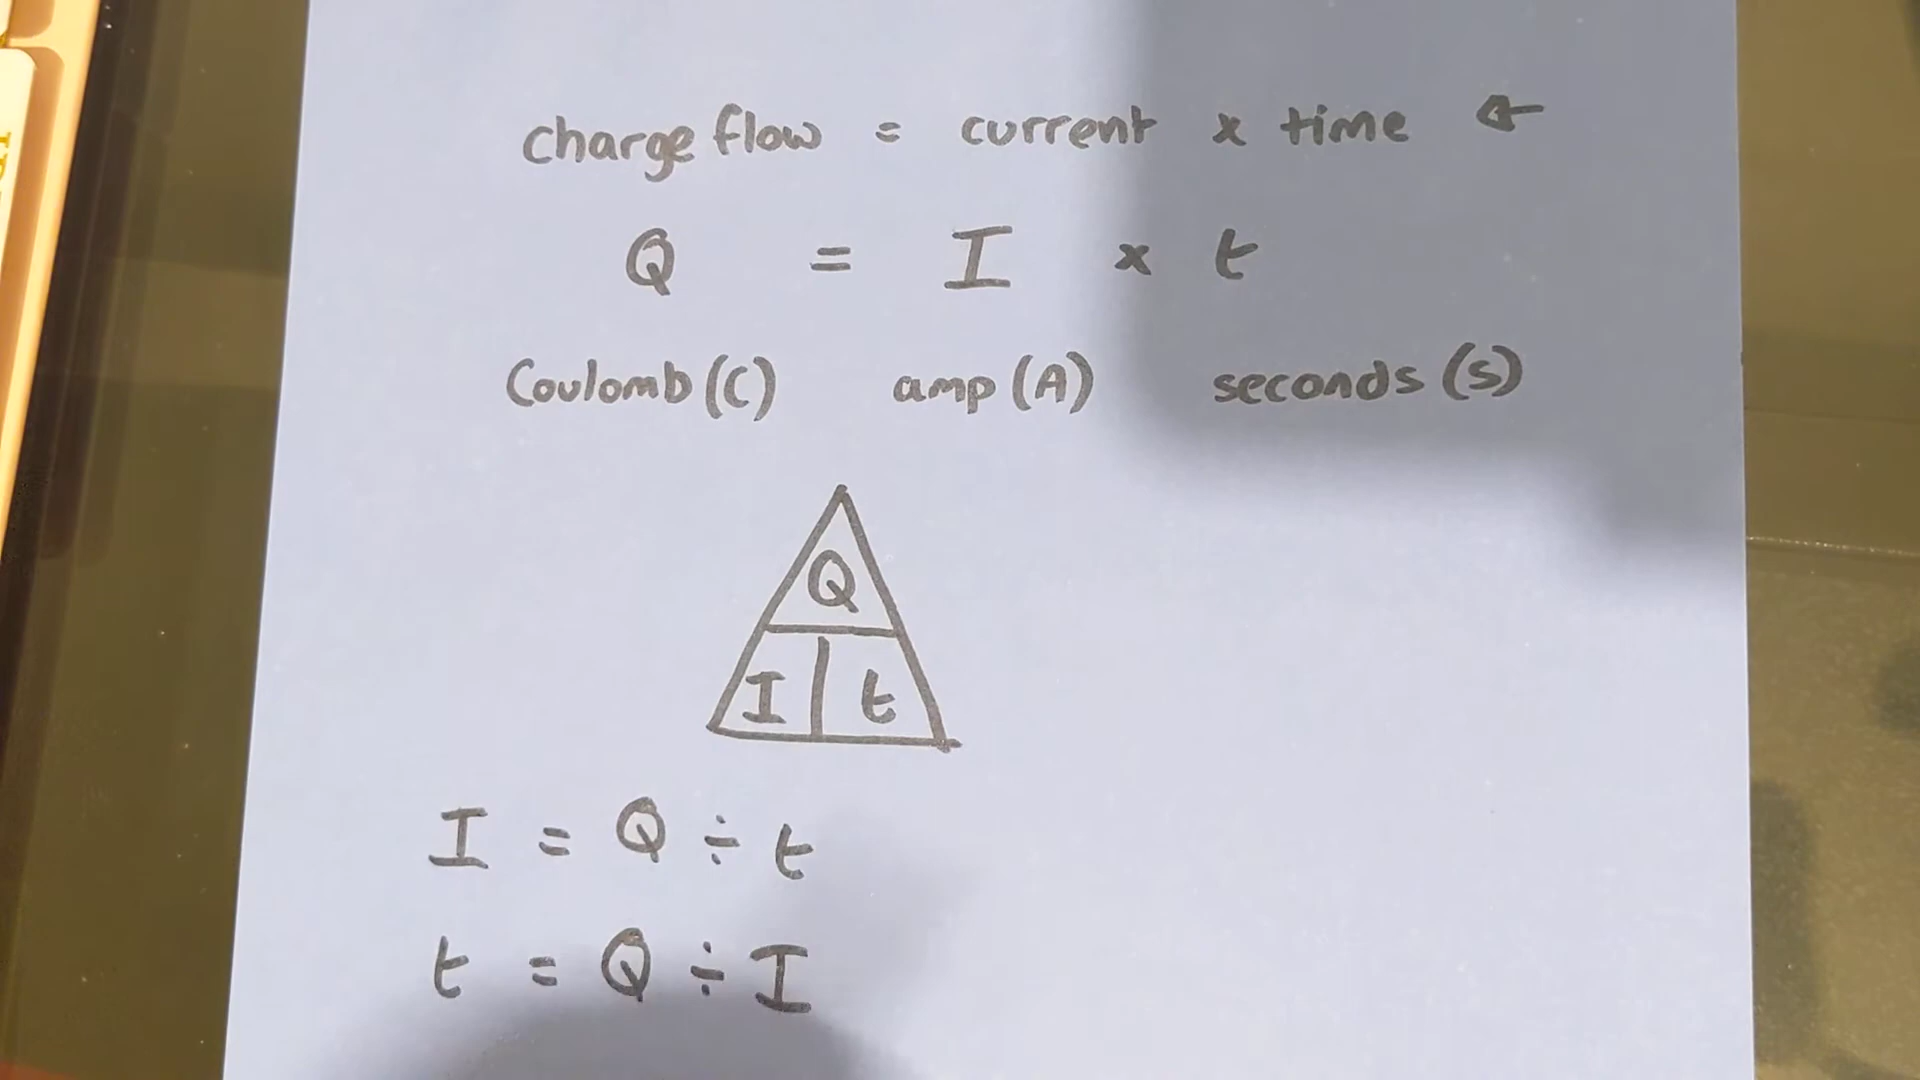 charge flow = current x time ←
Q = I x t
Coulomb (C) amp (A) seconds (s)
Q
I t
I = Q ÷ t
t = Q ÷ I